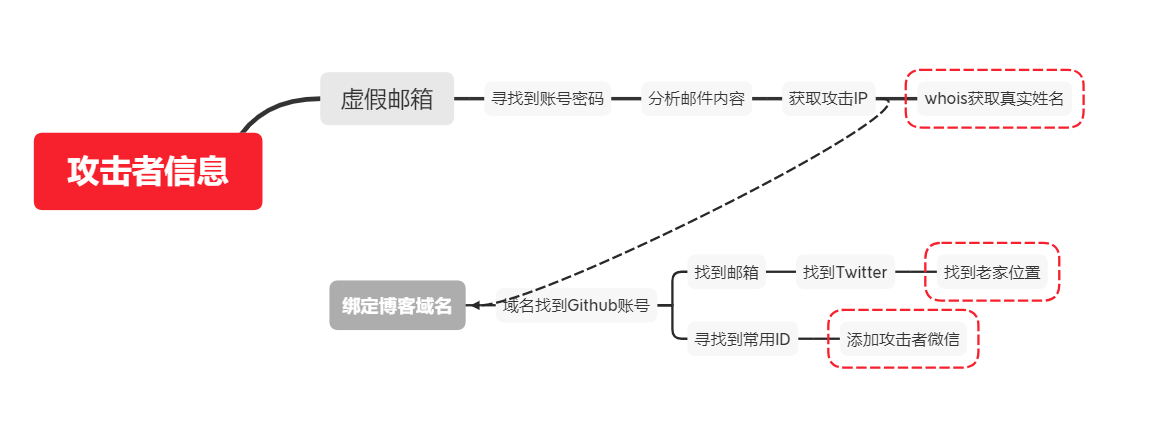 攻击者信息
虚假邮箱
寻找到账号密码
分析邮件内容
获取攻击IP
whois获取真实姓名
绑定博客域名
域名找到Github账号
找到邮箱
找到Twitter
找到老家位置
寻找到常用ID
添加攻击者微信